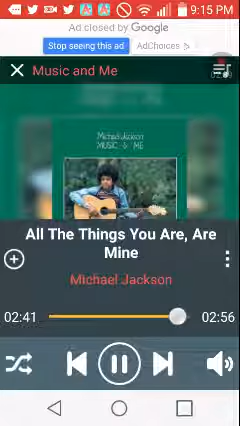 9:15 PM
Ad closed by Google
Stop seeing this ad
AdChoices
Music and Me
Michael Jackson
MUSIC & ME
All The Things You Are, Are
Mine
Michael Jackson
02:41
02:56